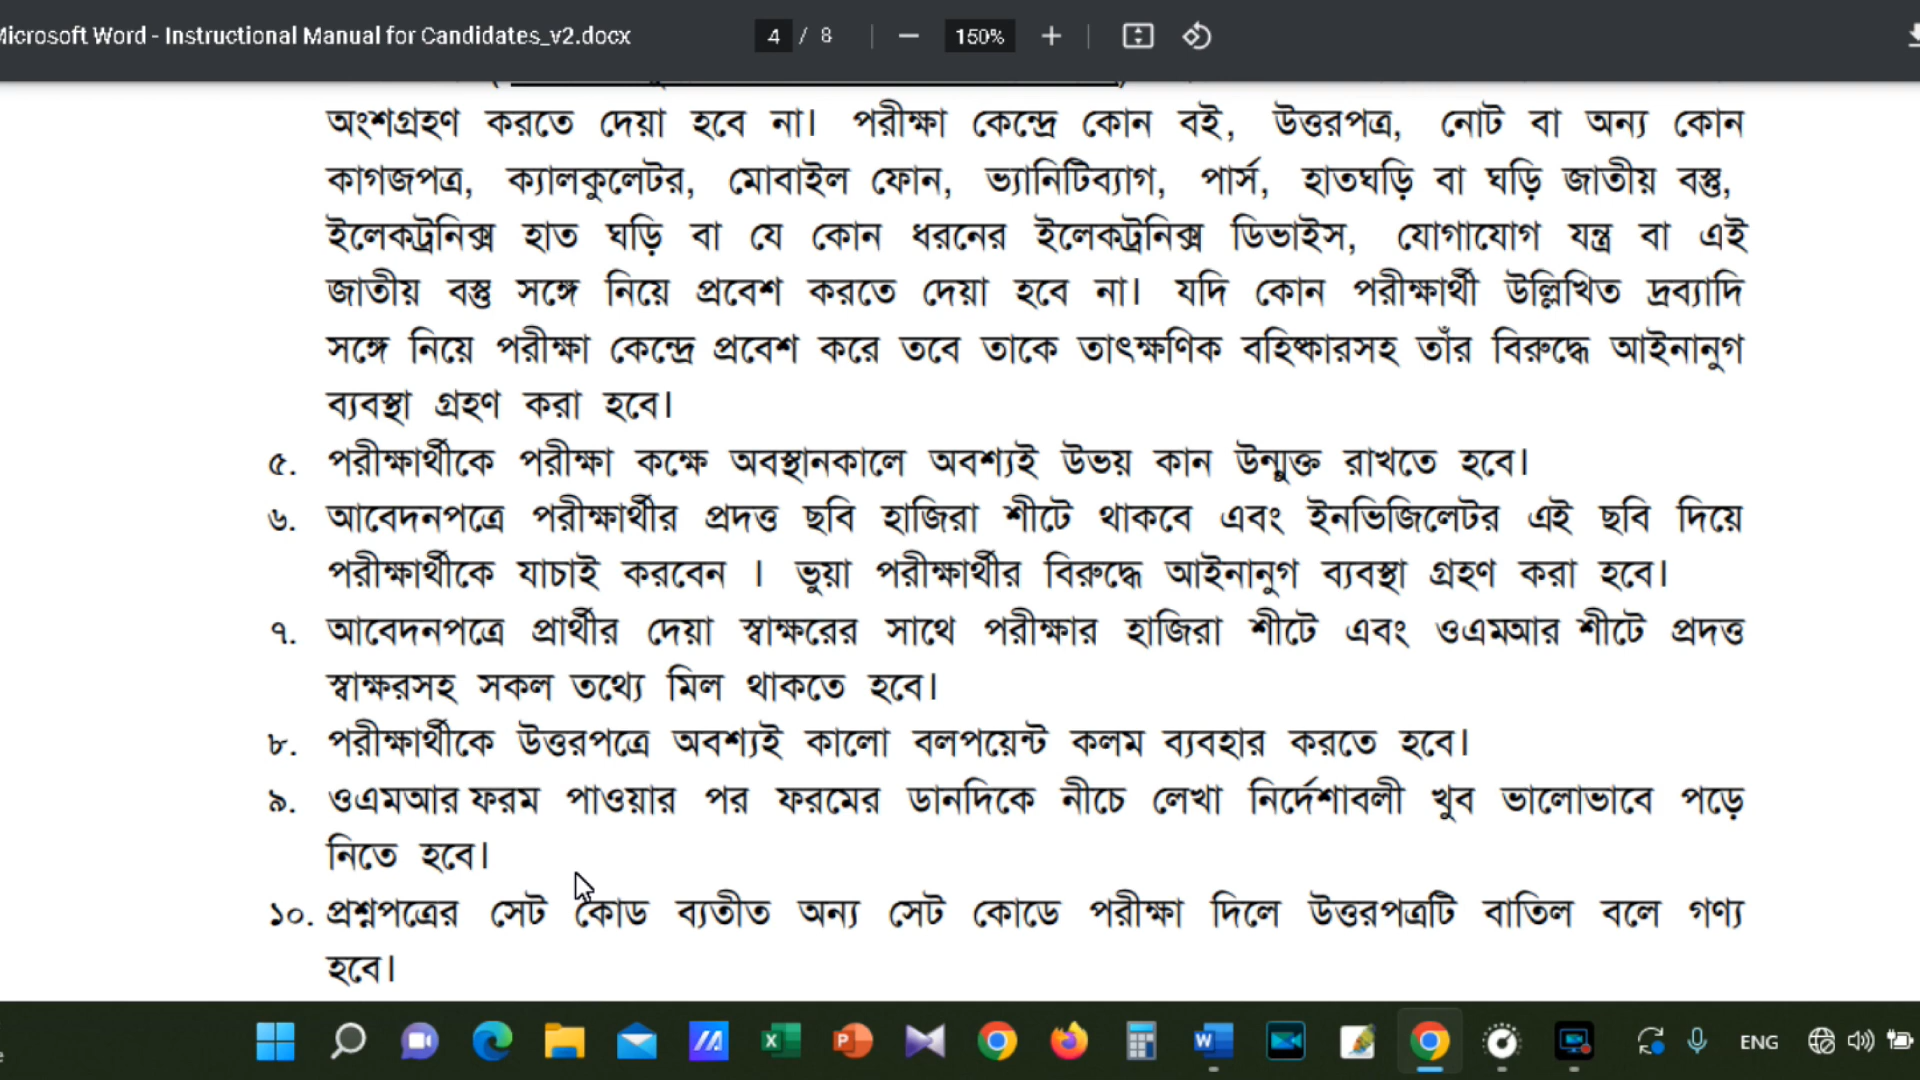 Microsoft Word - Instructional Manual for Candidates_v2.docx 4 / 8 150%
অংশগ্রহণ করতে দেয়া হবে না। পরীক্ষা কেন্দ্রে কোন বই, উত্তরপত্র, নোট বা অন্য কোন
কাগজপত্র, ক্যালকুলেটর, মোবাইল ফোন, ভ্যানিটিব্যাগ, পার্স, হাতঘড়ি বা ঘড়ি জাতীয় বস্তু,
ইলেকট্রনিক্স হাত ঘড়ি বা যে কোন ধরনের ইলেকট্রনিক্স ডিভাইস, যোগাযোগ যন্ত্র বা এই
জাতীয় বস্তু সঙ্গে নিয়ে প্রবেশ করতে দেয়া হবে না। যদি কোন পরীক্ষার্থী উল্লিখিত দ্রব্যাদি
সঙ্গে নিয়ে পরীক্ষা কেন্দ্রে প্রবেশ করে তবে তাকে তাৎক্ষণিক বহিষ্কারসহ তাঁর বিরুদ্ধে আইনানুগ
ব্যবস্থা গ্রহণ করা হবে।
৫. পরীক্ষার্থীকে পরীক্ষা কক্ষে অবস্থানকালে অবশ্যই উভয় কান উন্মুক্ত রাখতে হবে।
৬. আবেদনপত্রে পরীক্ষার্থীর প্রদত্ত ছবি হাজিরা শীটে থাকবে এবং ইনভিজিলেটর এই ছবি দিয়ে
পরীক্ষার্থীকে যাচাই করবেন । ভুয়া পরীক্ষার্থীর বিরুদ্ধে আইনানুগ ব্যবস্থা গ্রহণ করা হবে।
৭. আবেদনপত্রে প্রার্থীর দেয়া স্বাক্ষরের সাথে পরীক্ষার হাজিরা শীটে এবং ওএমআর শীটে প্রদত্ত
স্বাক্ষরসহ সকল তথ্যে মিল থাকতে হবে।
৮. পরীক্ষার্থীকে উত্তরপত্রে অবশ্যই কালো বলপয়েন্ট কলম ব্যবহার করতে হবে।
৯. ওএমআর ফরম পাওয়ার পর ফরমের ডানদিকে নীচে লেখা নির্দেশাবলী খুব ভালোভাবে পড়ে
নিতে হবে।
১০. প্রশ্নপত্রের সেট কোড ব্যতীত অন্য সেট কোডে পরীক্ষা দিলে উত্তরপত্রটি বাতিল বলে গণ্য
হবে।
ENG